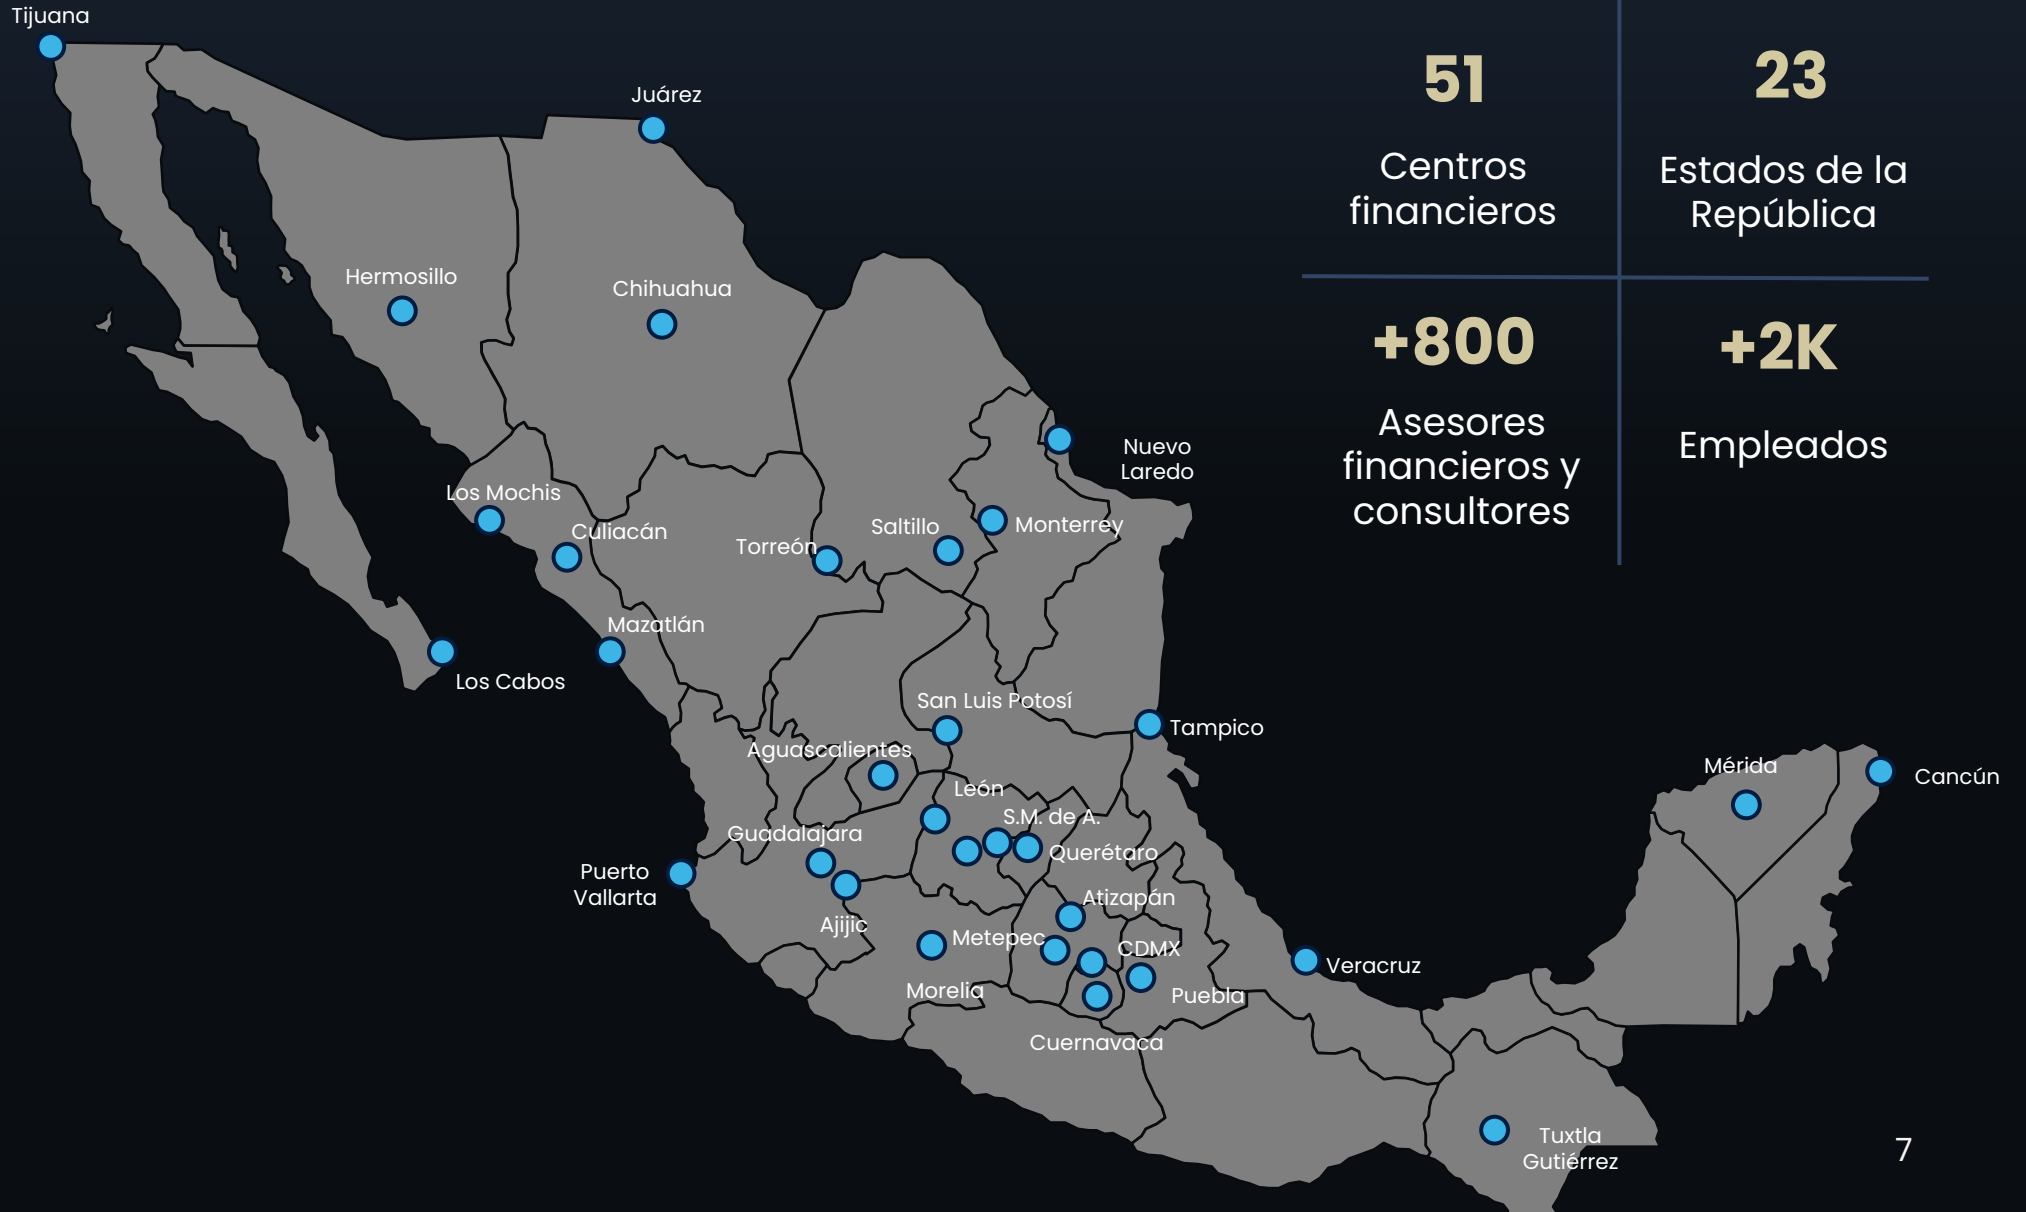 Tijuana
Juárez
Hermosillo
Chihuahua
Nuevo
Laredo
Los Mochis
Culiacán
Torreón
Saltillo
Monterrey
Mazatlán
Los Cabos
San Luis Potosí
Tampico
Aguascalientes
León
S.M. de A.
Guadalajara
Querétaro
Puerto
Vallarta
Ajijic
Atizapán
Metepec
CDMX
Morelia
Puebla
Cuernavaca
Veracruz
Mérida
Cancún
Tuxtla
Gutiérrez
51
Centros
financieros
23
Estados de la
República
+800
Asesores
financieros y
consultores
+2K
Empleados
7